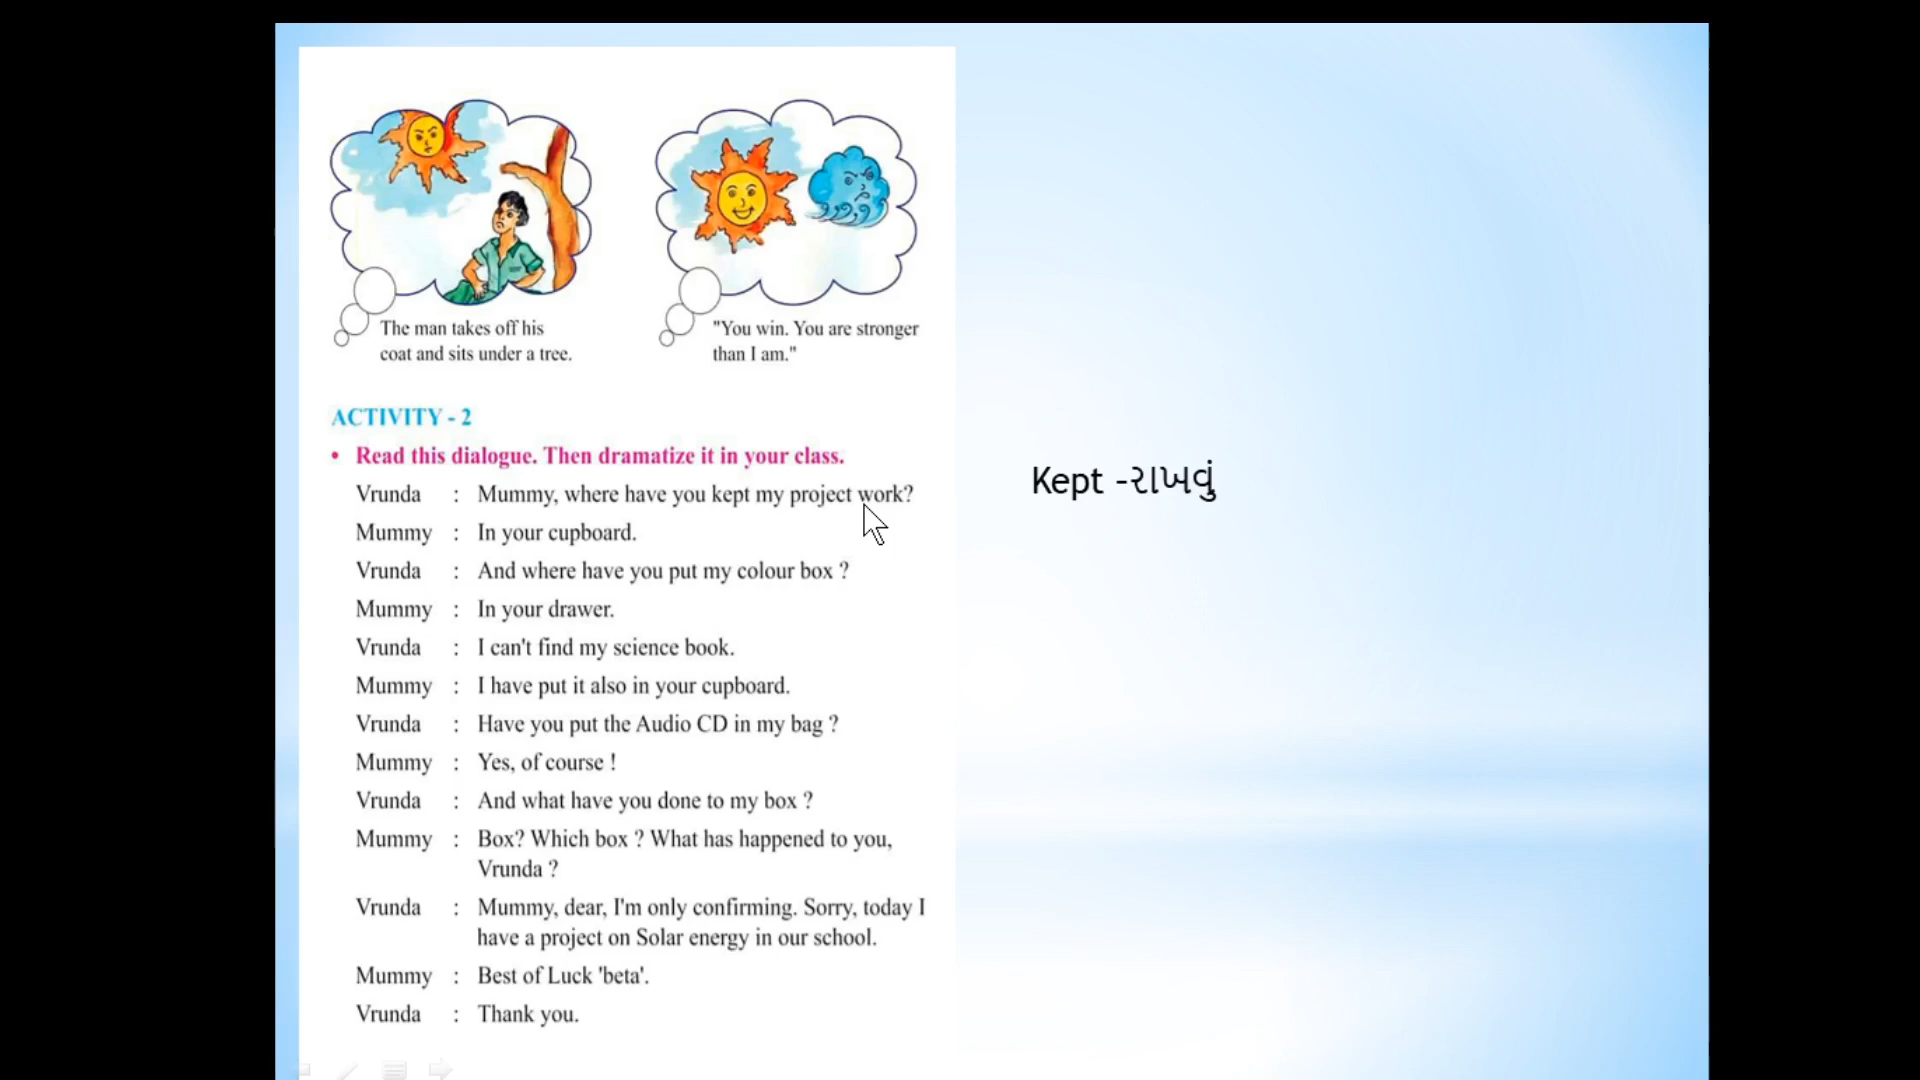 The man takes off his
coat and sits under a tree.
"You win. You are stronger
than I am."
ACTIVITY - 2
• Read this dialogue. Then dramatize it in your class.
Vrunda : Mummy, where have you kept my project work?
Mummy : In your cupboard.
Vrunda : And where have you put my colour box ?
Mummy : In your drawer.
Vrunda : I can't find my science book.
Mummy : I have put it also in your cupboard.
Vrunda : Have you put the Audio CD in my bag ?
Mummy : Yes, of course !
Vrunda : And what have you done to my box ?
Mummy : Box? Which box ? What has happened to you,
Vrunda ?
Vrunda : Mummy, dear, I'm only confirming. Sorry, today I
have a project on Solar energy in our school.
Mummy : Best of Luck 'beta'.
Vrunda : Thank you.
Kept -રાખવું